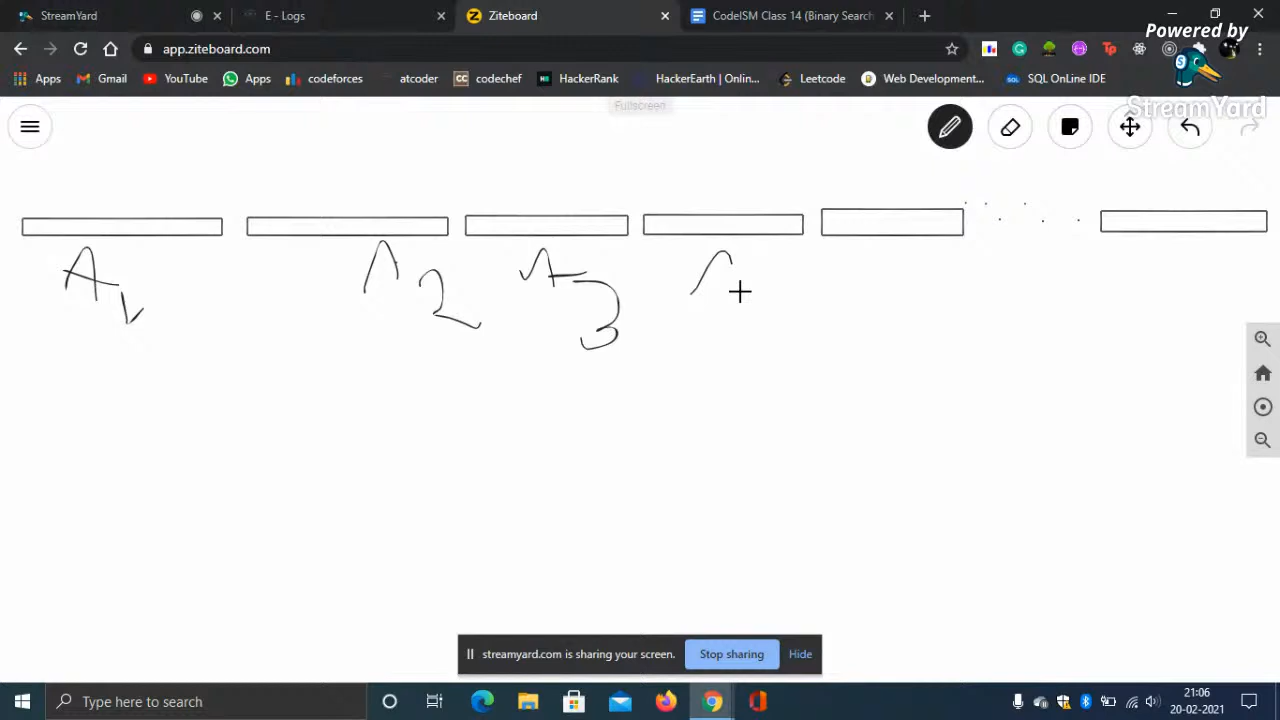 StreamYard E - Logs Ziteboard CodeISM Class 14 (Binary Search
Powered by
app.ziteboard.com
Apps Gmail YouTube Apps codeforces atcoder codechef HackerRank HackerEarth | Onlin... Leetcode Web Developmen... SQL OnLine IDE
StreamYard
Fullscreen
A1 A2 A3
streamyard.com is sharing your screen. Stop sharing Hide
Type here to search
21:06
20-02-2021